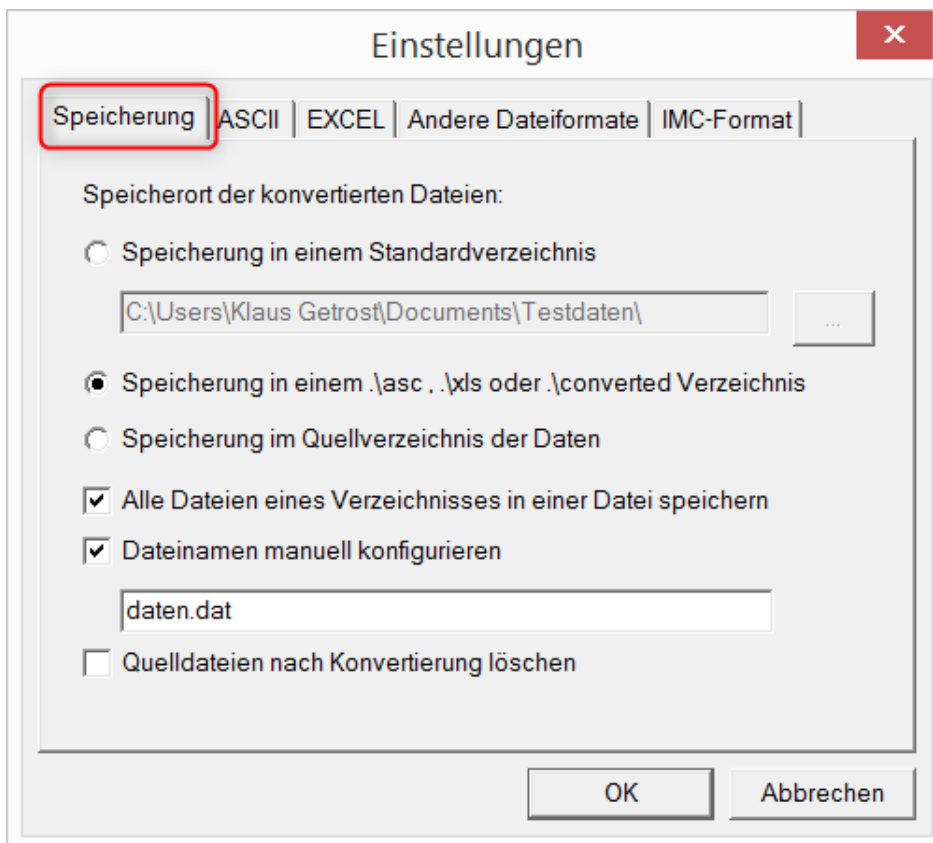 Einstellungen
Speicherung ASCII EXCEL Andere Dateiformate IMC-Format
Speicherort der konvertierten Dateien:
Speicherung in einem Standardverzeichnis
C:\Users\Klaus Getrost\Documents\Testdaten\
...
Speicherung in einem .\asc , .\xls oder .\converted Verzeichnis
Speicherung im Quellverzeichnis der Daten
Alle Dateien eines Verzeichnisses in einer Datei speichern
Dateinamen manuell konfigurieren
daten.dat
Quelldateien nach Konvertierung löschen
OK Abbrechen